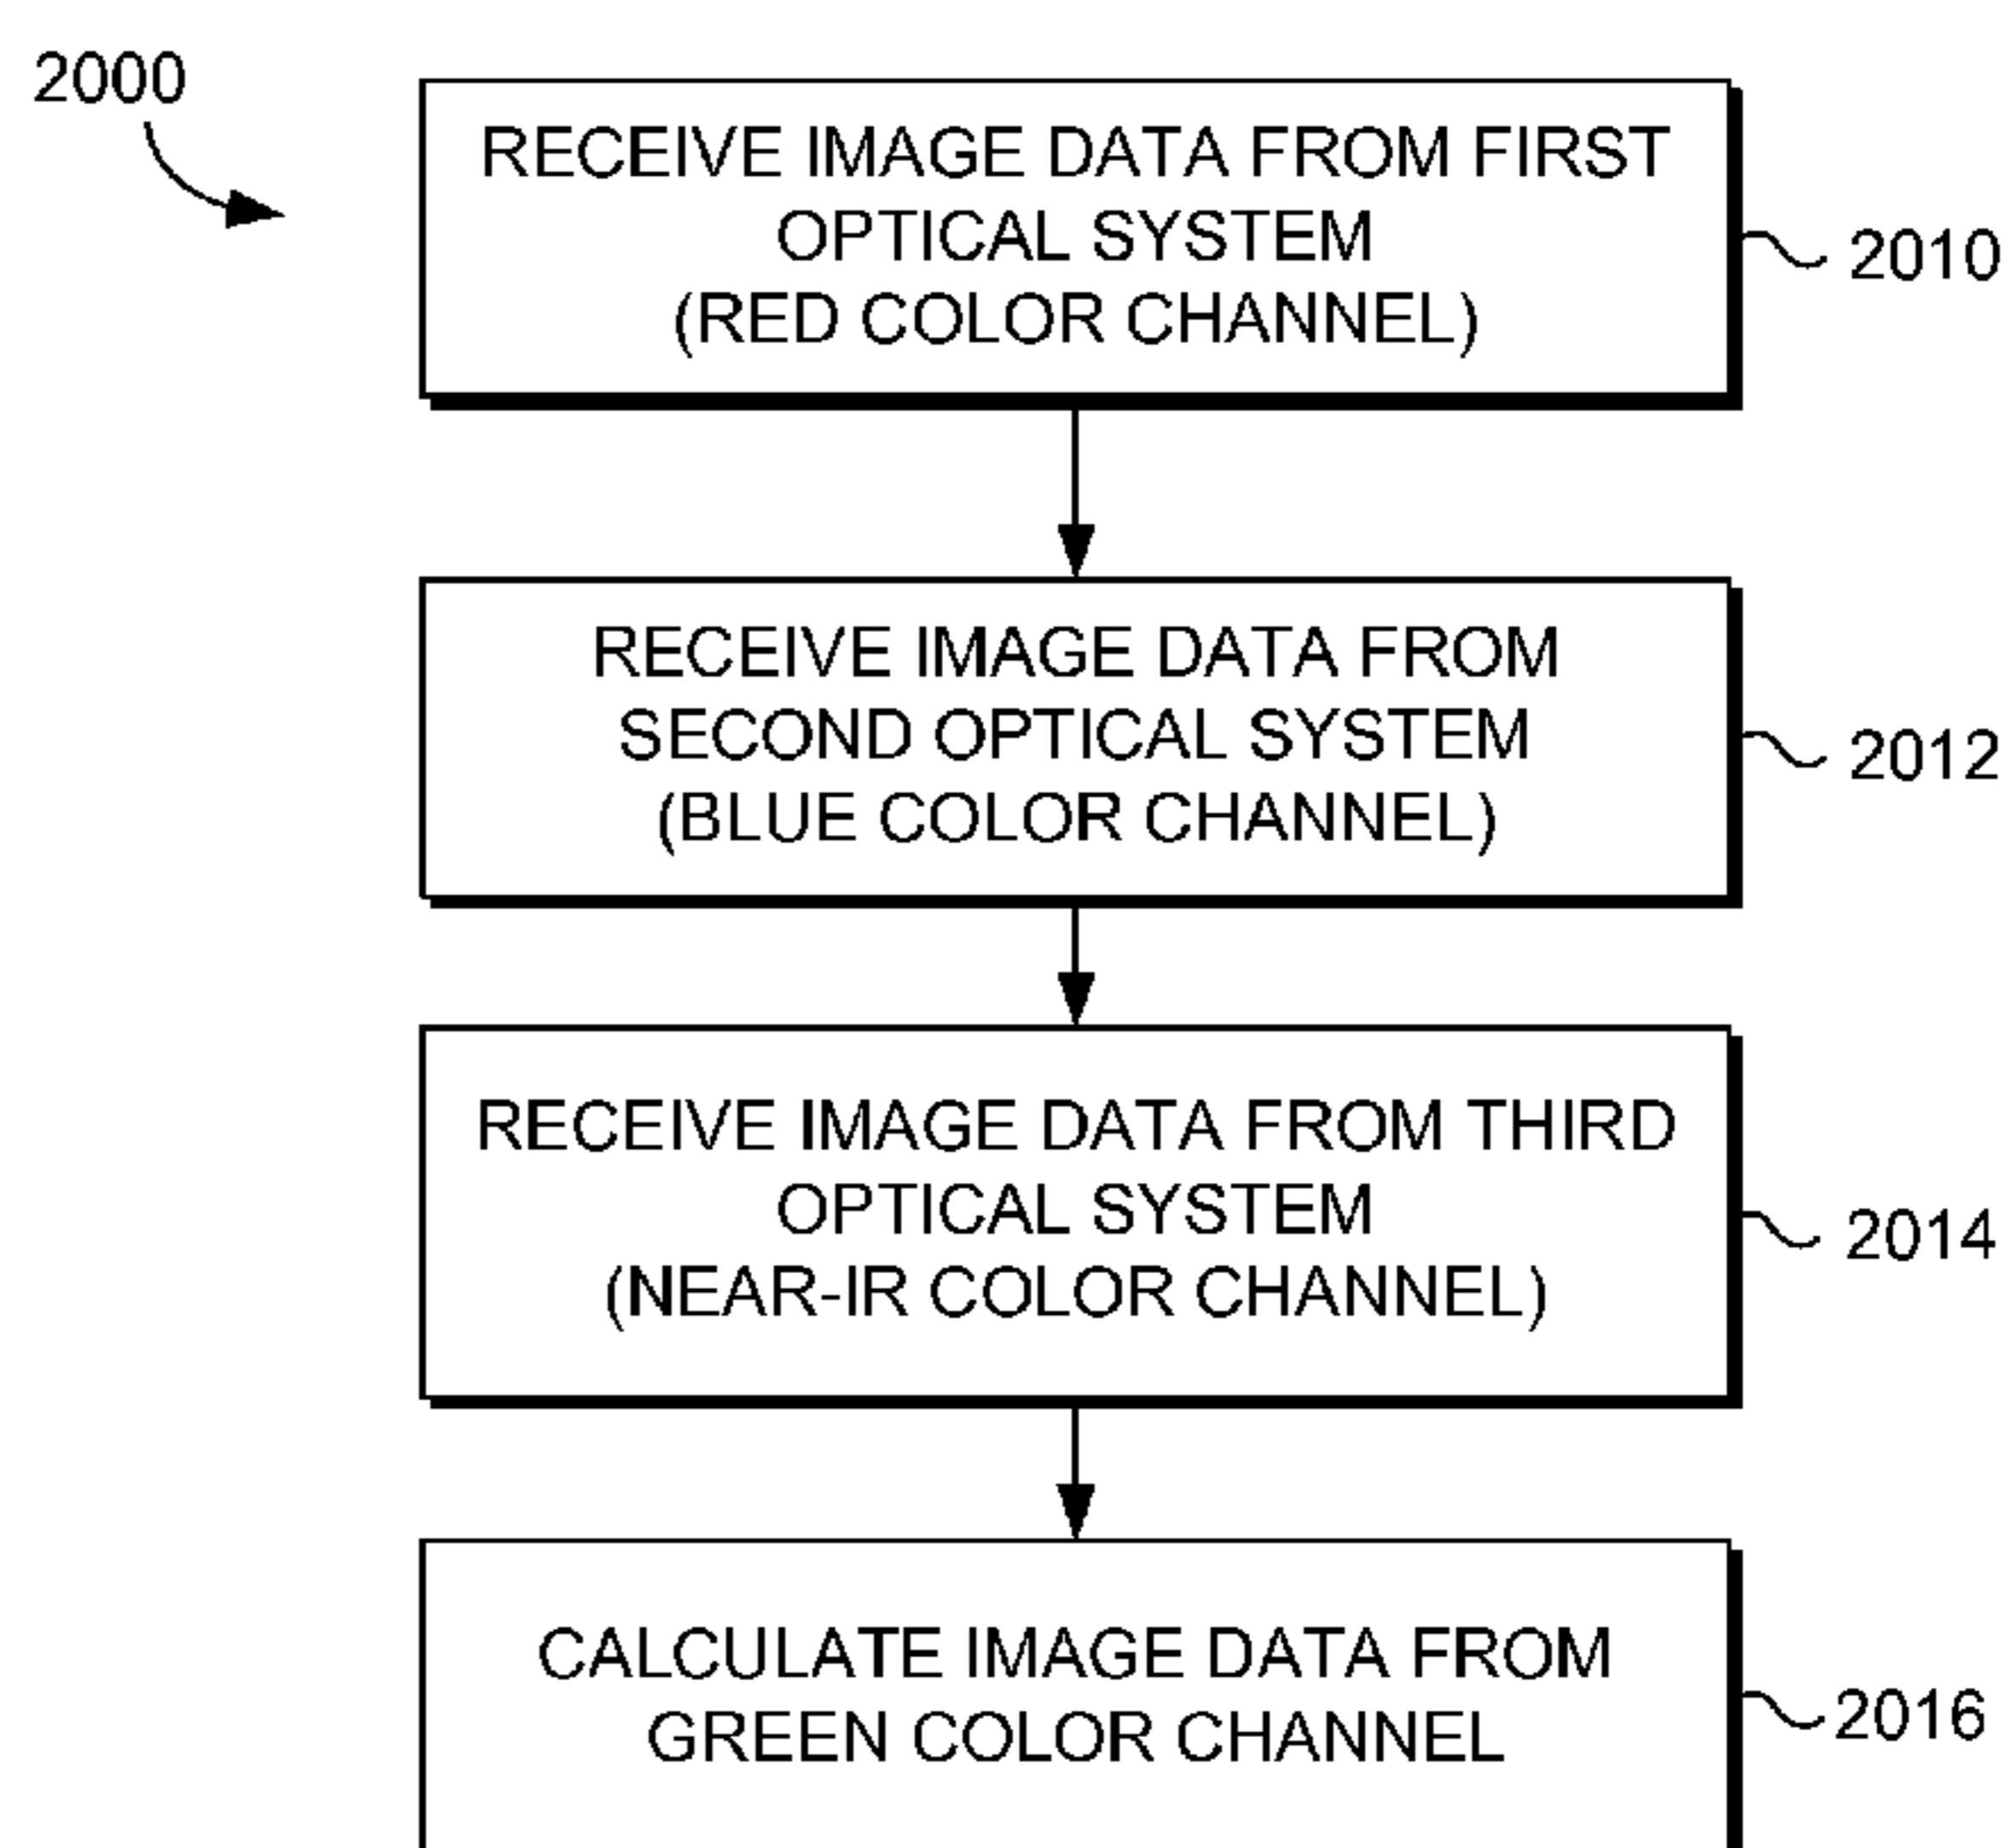 2000
RECEIVE IMAGE DATA FROM FIRST
OPTICAL SYSTEM
(RED COLOR CHANNEL)
2010
RECEIVE IMAGE DATA FROM
SECOND OPTICAL SYSTEM
(BLUE COLOR CHANNEL)
2012
RECEIVE IMAGE DATA FROM THIRD
OPTICAL SYSTEM
(NEAR-IR COLOR CHANNEL)
2014
CALCULATE IMAGE DATA FROM
GREEN COLOR CHANNEL
2016